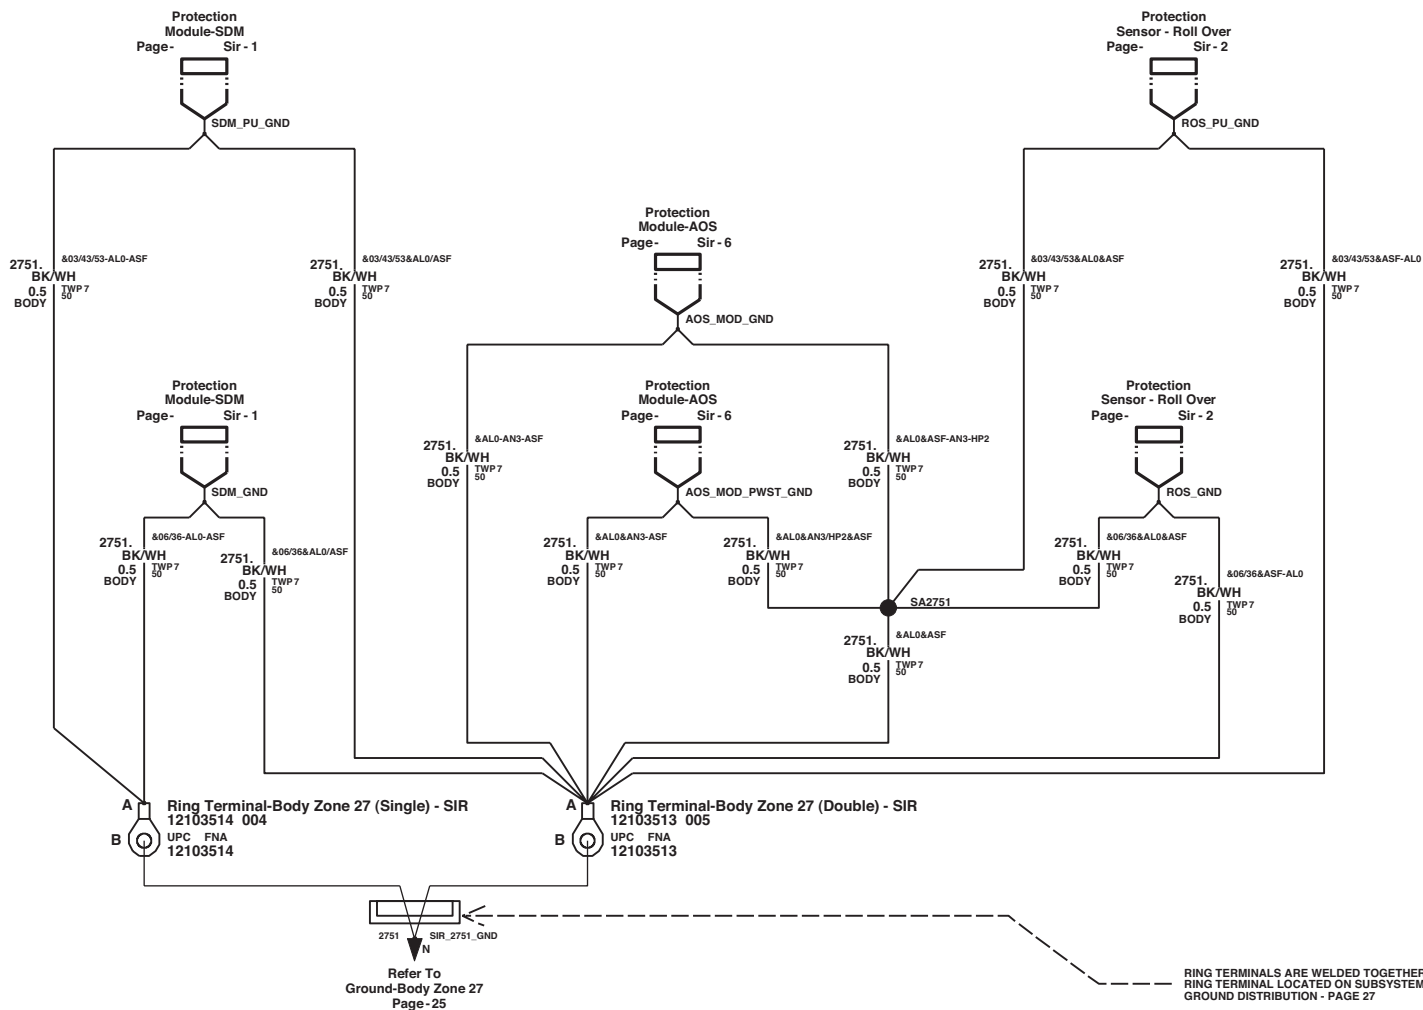 Protection
Module-SDM
Page- Sir - 1
SDM_PU_GND
Protection
Sensor - Roll Over
Page- Sir - 2
ROS_PU_GND
Protection
Module-AOS
Page- Sir - 6
AOS_MOD_GND
2751.
BK/WH
0.5
BODY
&03/43/53-AL0-ASF
TWP 7
50
2751.
BK/WH
0.5
BODY
&03/43/53&AL0/ASF
TWP 7
50
2751.
BK/WH
0.5
BODY
&03/43/53&AL0&ASF
TWP 7
50
2751.
BK/WH
0.5
BODY
&03/43/53&ASF-AL0
TWP 7
50
Protection
Module-SDM
Page- Sir - 1
SDM_GND
Protection
Module-AOS
Page- Sir - 6
AOS_MOD_PWST_GND
Protection
Sensor - Roll Over
Page- Sir - 2
ROS_GND
2751.
BK/WH
0.5
BODY
&AL0-AN3-ASF
TWP 7
50
2751.
BK/WH
0.5
BODY
&AL0&ASF-AN3-HP2
TWP 7
50
2751.
BK/WH
0.5
BODY
&06/36-AL0-ASF
TWP 7
50
2751.
BK/WH
0.5
BODY
&06/36&AL0/ASF
TWP 7
50
2751.
BK/WH
0.5
BODY
&AL0&AN3-ASF
TWP 7
50
2751.
BK/WH
0.5
BODY
&AL0&AN3/HP2&ASF
TWP 7
50
2751.
BK/WH
0.5
BODY
&06/36&AL0&ASF
TWP 7
50
2751.
BK/WH
0.5
BODY
&06/36&ASF-AL0
TWP 7
50
SA2751
2751.
BK/WH
0.5
BODY
&AL0&ASF
TWP 7
50
A
B
Ring Terminal-Body Zone 27 (Single) - SIR
12103514 004
UPC FNA
12103514
A
B
Ring Terminal-Body Zone 27 (Double) - SIR
12103513 005
UPC FNA
12103513
2751 SIR_2751_GND
N
Refer To
Ground-Body Zone 27
Page - 25
RING TERMINALS ARE WELDED TOGETHER
RING TERMINAL LOCATED ON SUBSYSTEM
GROUND DISTRIBUTION - PAGE 27